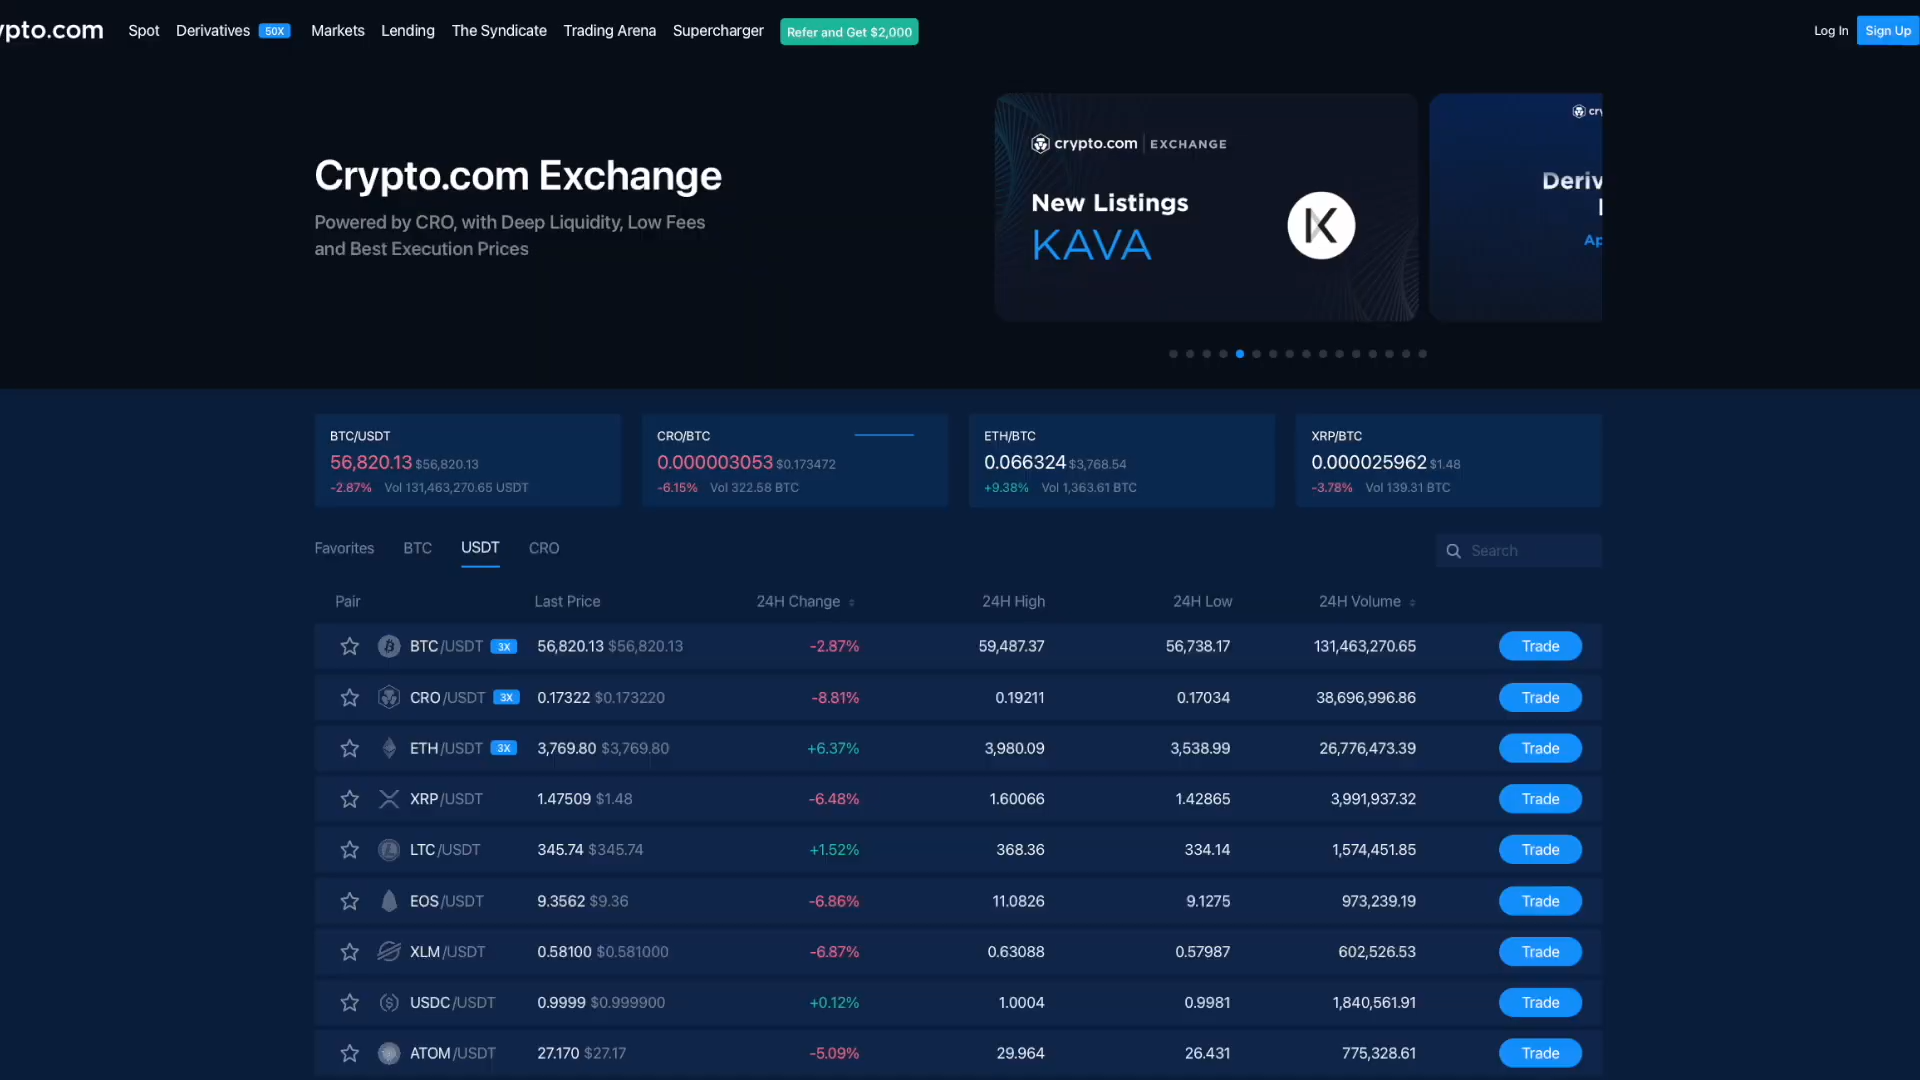 ypto.com Spot Derivatives 50X Markets Lending The Syndicate Trading Arena Supercharger Refer and Get $2,000 Log In Sign Up
Crypto.com Exchange
Powered by CRO, with Deep Liquidity, Low Fees
and Best Execution Prices
crypto.com EXCHANGE
New Listings
KAVA
cry
Deriv
Ap
BTC/USDT
56,820.13 $56,820.13
-2.87% Vol 131,463,270.65 USDT
CRO/BTC
0.000003053 $0.173472
-6.15% Vol 322.58 BTC
ETH/BTC
0.066324 $3,768.54
+9.38% Vol 1,363.61 BTC
XRP/BTC
0.000025962 $1.48
-3.78% Vol 139.31 BTC
Favorites BTC USDT CRO Search
Pair Last Price 24H Change 24H High 24H Low 24H Volume
BTC/USDT 3X 56,820.13 $56,820.13 -2.87% 59,487.37 56,738.17 131,463,270.65 Trade
CRO/USDT 3X 0.17322 $0.173220 -8.81% 0.19211 0.17034 38,696,996.86 Trade
ETH/USDT 3X 3,769.80 $3,769.80 +6.37% 3,980.09 3,538.99 26,776,473.39 Trade
XRP/USDT 1.47509 $1.48 -6.48% 1.60066 1.42865 3,991,937.32 Trade
LTC/USDT 345.74 $345.74 +1.52% 368.36 334.14 1,574,451.85 Trade
EOS/USDT 9.3562 $9.36 -6.86% 11.0826 9.1275 973,239.19 Trade
XLM/USDT 0.58100 $0.581000 -6.87% 0.63088 0.57987 602,526.53 Trade
USDC/USDT 0.9999 $0.999900 +0.12% 1.0004 0.9981 1,840,561.91 Trade
ATOM/USDT 27.170 $27.17 -5.09% 29.964 26.431 775,328.61 Trade